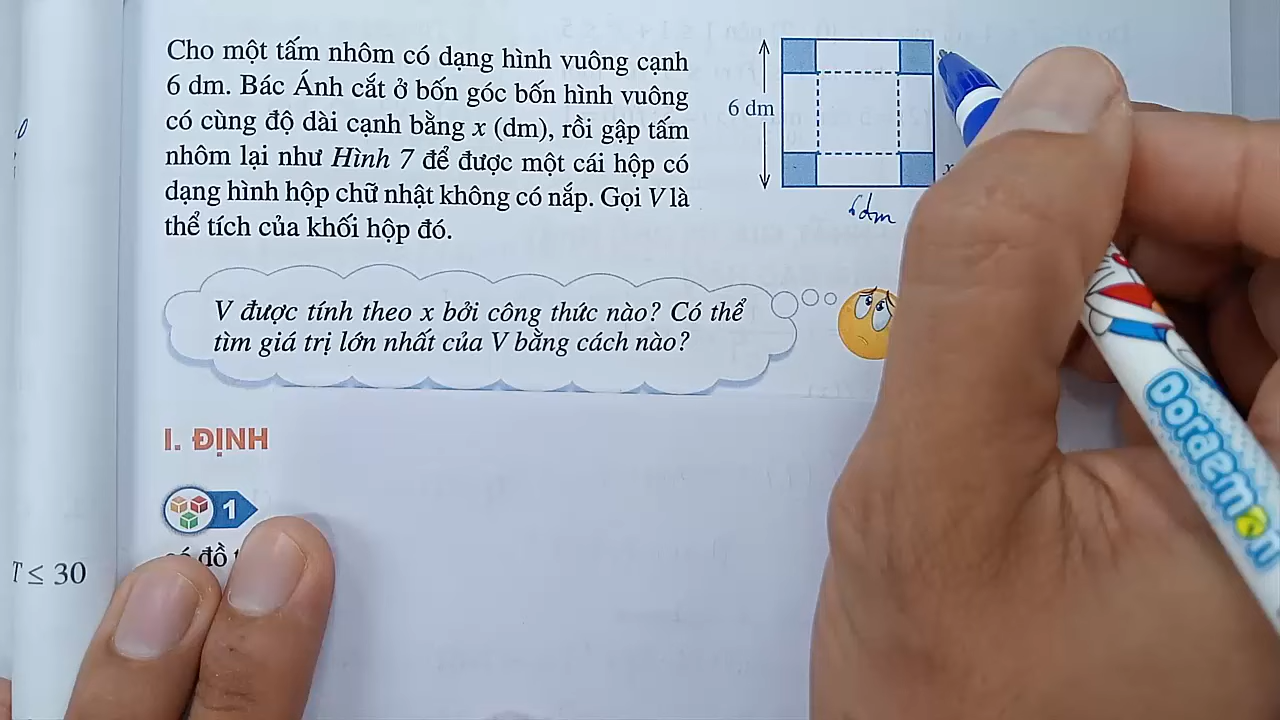 Cho một tấm nhôm có dạng hình vuông cạnh
6 dm. Bác Ánh cắt ở bốn góc bốn hình vuông
có cùng độ dài cạnh bằng x (dm), rồi gập tấm
nhôm lại như Hình 7 để được một cái hộp có
dạng hình hộp chữ nhật không có nắp. Gọi V là
thể tích của khối hộp đó.
6 dm
x
6dm
V được tính theo x bởi công thức nào? Có thể
tìm giá trị lớn nhất của V bằng cách nào?
I. ĐỊNH
1
có đồ
T ≤ 30
Doraemon